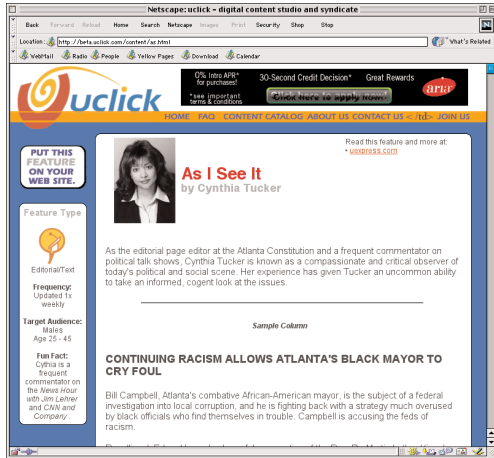 Netscape: uclick – digital content studio and syndicate
Back Forward Reload Home Search Netscape Images Print Security Shop Stop
Location: http://beta.uclick.com/content/as.html What's Related
WebMail Radio People Yellow Pages Download Calendar
0% Intro APR* for purchases!
*see important terms & conditions
30-Second Credit Decision* Great Rewards
Click here to apply now!
uclick
HOME FAQ CONTENT CATALOG ABOUT US CONTACT US </td> JOIN US
PUT THIS
FEATURE
ON YOUR
WEB SITE.
Read this feature and more at:
• uexpress.com
As I See It
by Cynthia Tucker
Feature Type
Editorial/Text
Frequency:
Updated 1x
weekly
Target Audience:
Males
Age 25 - 45
Fun Fact:
Cythia is a
frequent
commentator on
the News Hour
with Jim Lehrer
and CNN and
Company
As the editorial page editor at the Atlanta Constitution and a frequent commentator on
political talk shows, Cynthia Tucker is known as a compassionate and critical observer of
today's political and social scene. Her experience has given Tucker an uncommon ability
to take an informed, cogent look at the issues.
Sample Column
CONTINUING RACISM ALLOWS ATLANTA'S BLACK MAYOR TO
CRY FOUL
Bill Campbell, Atlanta's combative African-American mayor, is the subject of a federal
investigation into local corruption, and he is fighting back with a strategy much overused
by black officials who find themselves in trouble. Campbell is accusing the feds of
racism.